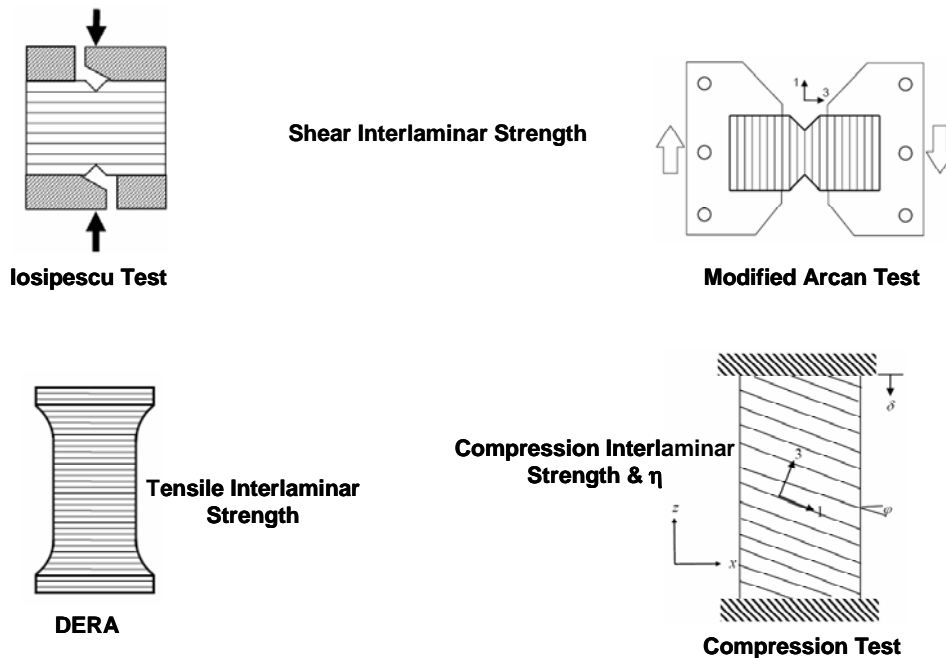 Shear Interlaminar Strength
1
3
Iosipescu Test
Modified Arcan Test
δ
Compression Interlaminar
Strength & η
3
Tensile Interlaminar
Strength
1
φ
z
x
DERA
Compression Test